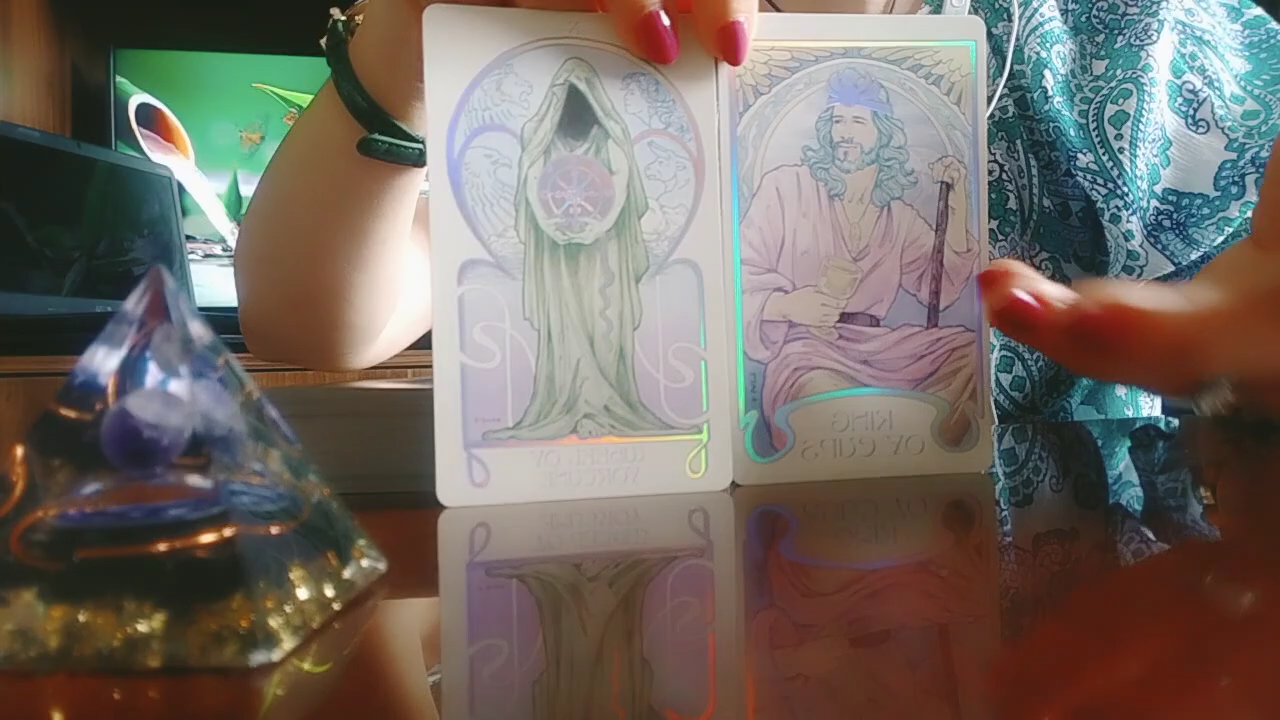 X
WHEEL OF
FORTUNE
KING
OF CUPS